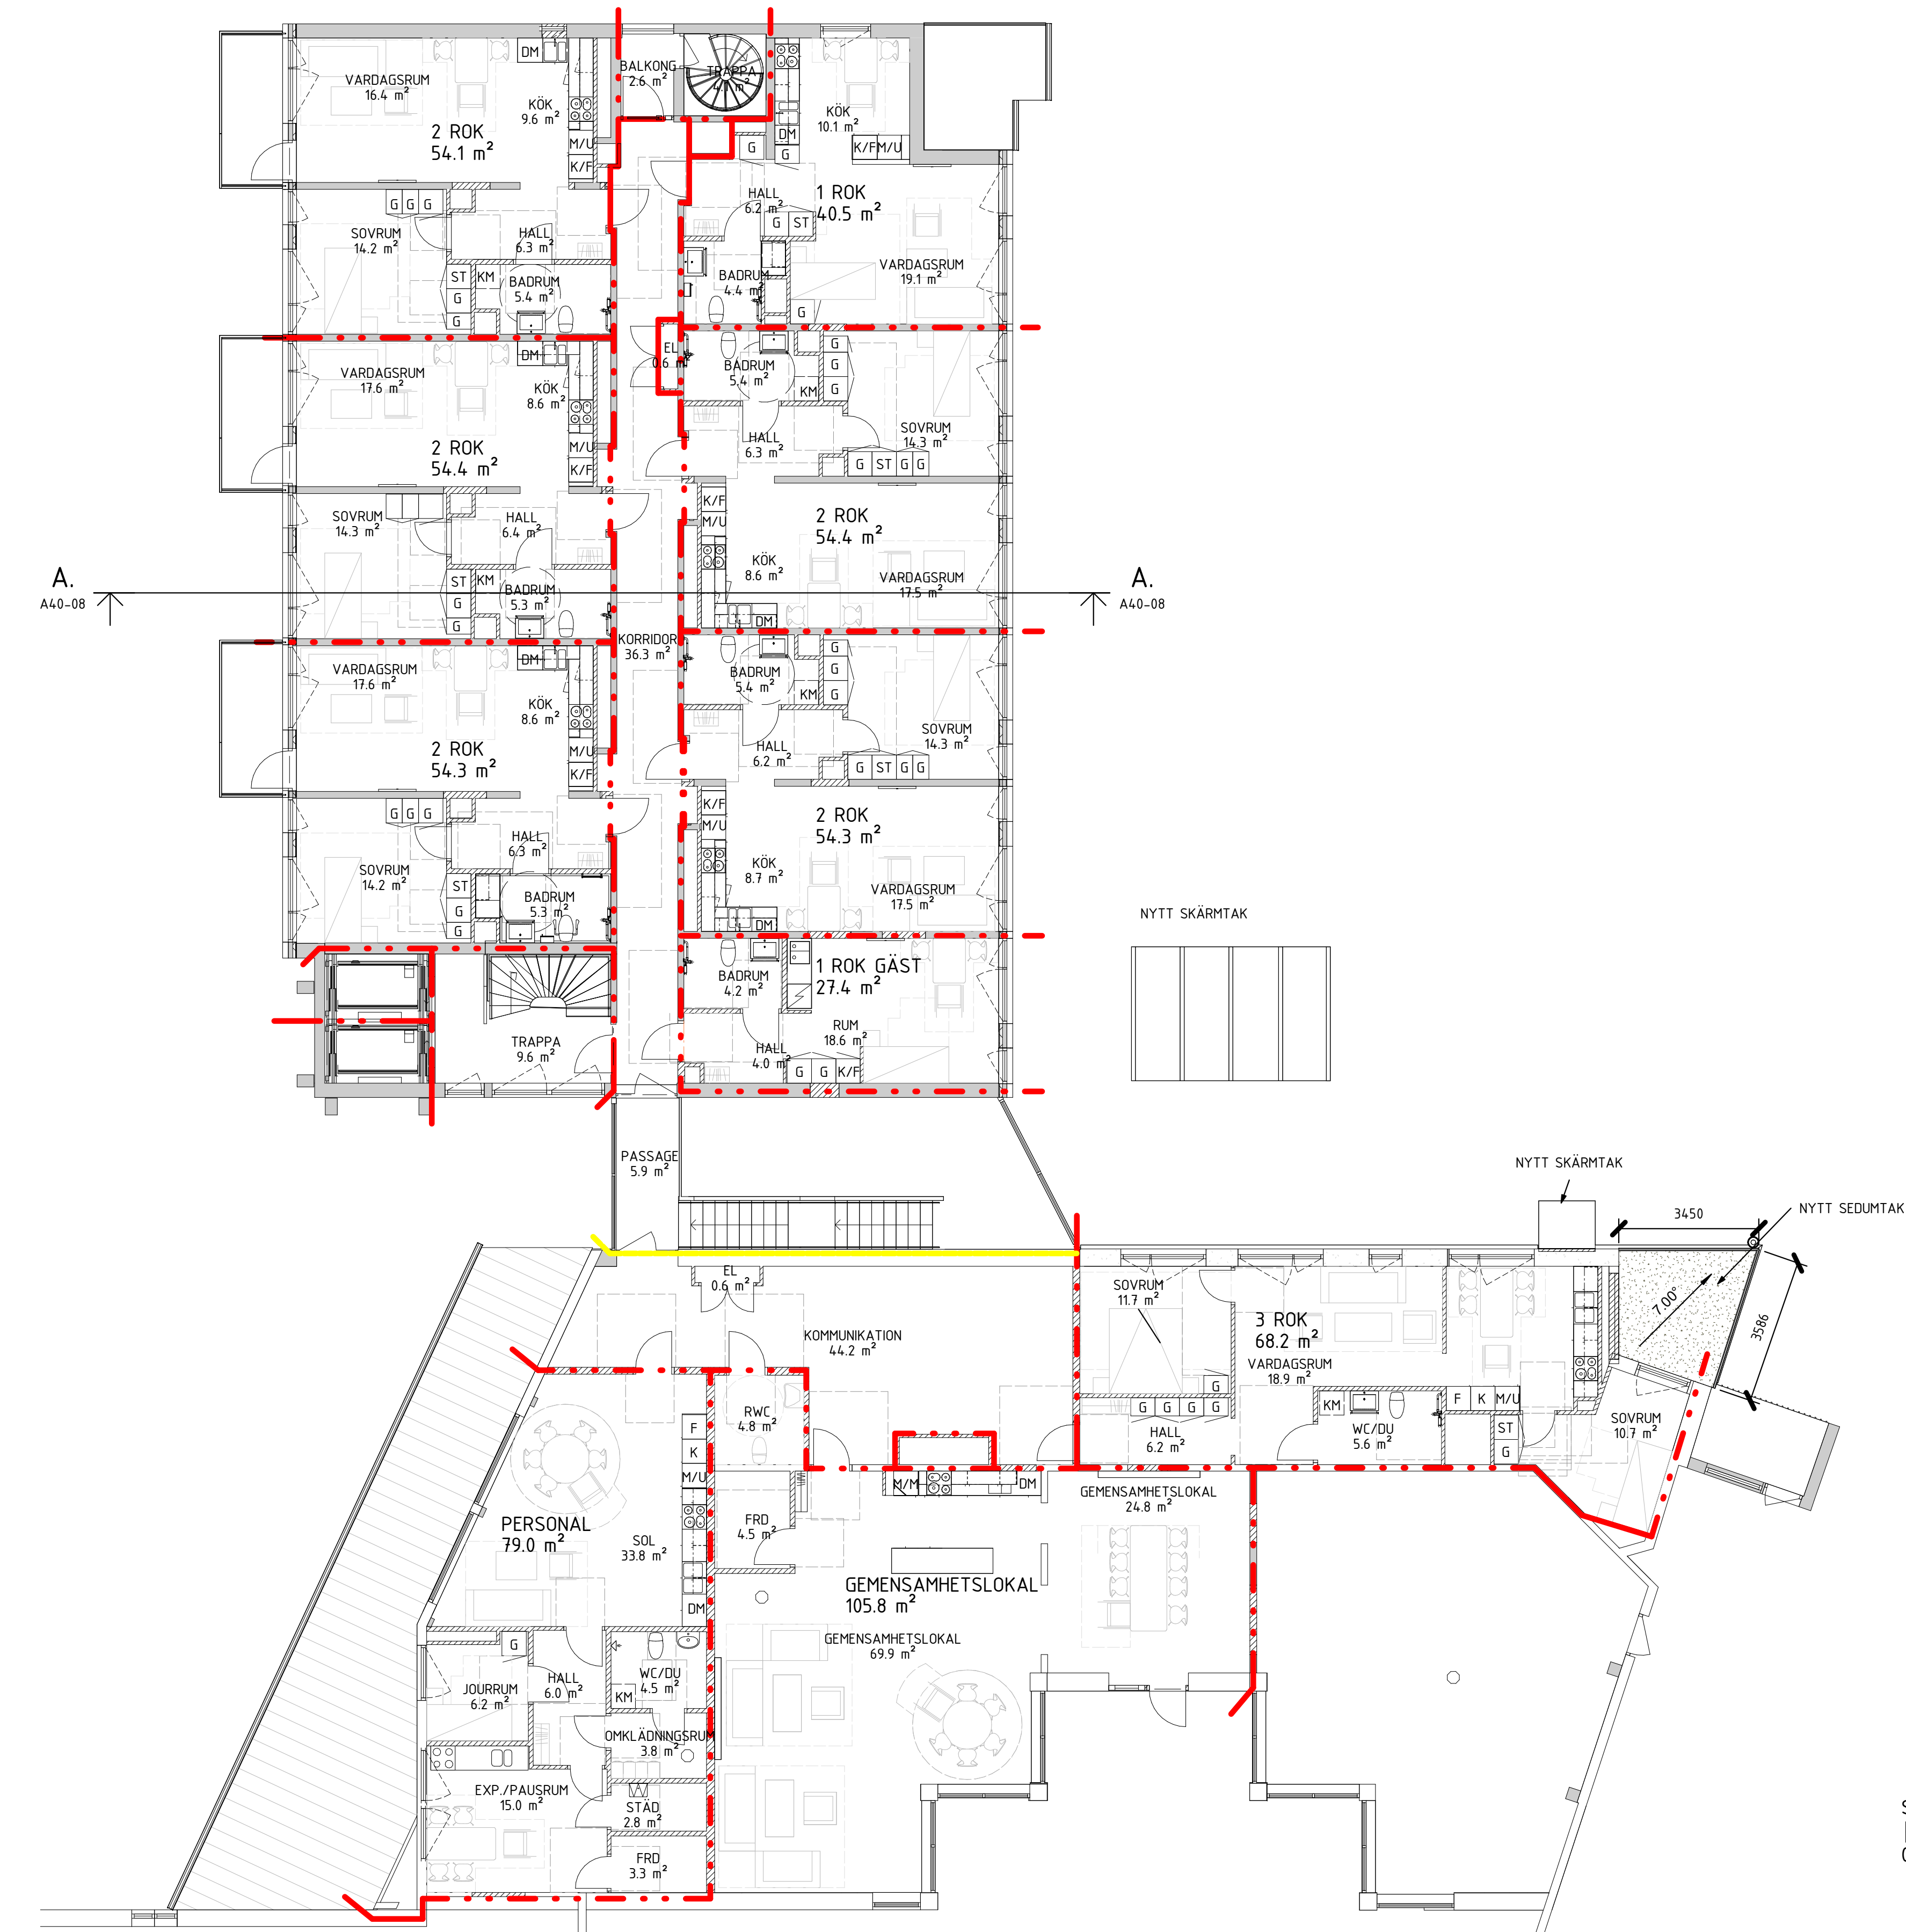 BALKONG
2.6 m²
TRAPPA
4.1 m²
VARDAGSRUM
16.4 m²
DM
KÖK
9.6 m²
2 ROK
54.1 m²
M/U
K/F
KÖK
10.1 m²
DM
G
G
K/F
M/U
G G G
SOVRUM
14.2 m²
HALL
6.3 m²
ST
KM
G
G
BADRUM
5.4 m²
HALL
6.2 m²
1 ROK
40.5 m²
G
ST
BADRUM
4.4 m²
VARDAGSRUM
19.1 m²
G
VARDAGSRUM
17.6 m²
DM
KÖK
8.6 m²
2 ROK
54.4 m²
M/U
K/F
EL
0.6 m²
BADRUM
5.4 m²
KM
G
G
G
HALL
6.3 m²
SOVRUM
14.3 m²
G ST G G
SOVRUM
14.3 m²
HALL
6.4 m²
ST
KM
G
G
BADRUM
5.3 m²
K/F
M/U
2 ROK
54.4 m²
KÖK
8.6 m²
VARDAGSRUM
17.5 m²
DM
A.
A40-08
A.
A40-08
KORRIDOR
36.3 m²
VARDAGSRUM
17.6 m²
DM
KÖK
8.6 m²
2 ROK
54.3 m²
M/U
K/F
BADRUM
5.4 m²
KM
G
G
G
HALL
6.2 m²
SOVRUM
14.3 m²
G ST G G
G G G
HALL
6.3 m²
SOVRUM
14.2 m²
ST
G
G
BADRUM
5.3 m²
K/F
M/U
2 ROK
54.3 m²
KÖK
8.7 m²
VARDAGSRUM
17.5 m²
DM
NYTT SKÄRMTAK
BADRUM
4.2 m²
1 ROK GÄST
27.4 m²
RUM
18.6 m²
HALL
4.0 m²
G G K/F
TRAPPA
9.6 m²
PASSAGE
5.9 m²
NYTT SKÄRMTAK
3450
NYTT SEDUMTAK
7.00°
3586
EL
0.6 m²
KOMMUNIKATION
44.2 m²
SOVRUM
11.7 m²
3 ROK
68.2 m²
VARDAGSRUM
18.9 m²
G
G G G G
HALL
6.2 m²
KM
WC/DU
5.6 m²
F K M/U
ST
G
SOVRUM
10.7 m²
RWC
4.8 m²
F
K
M/U
DM
PERSONAL
79.0 m²
SOL
33.8 m²
FRD
4.5 m²
M/M
DM
GEMENSAMHETSLOKAL
24.8 m²
GEMENSAMHETSLOKAL
105.8 m²
GEMENSAMHETSLOKAL
69.9 m²
G
JOURRUM
6.2 m²
HALL
6.0 m²
WC/DU
4.5 m²
KM
OMKLÄDNINGSRUM
3.8 m²
EXP./PAUSRUM
15.0 m²
STÄD
2.8 m²
FRD
3.3 m²